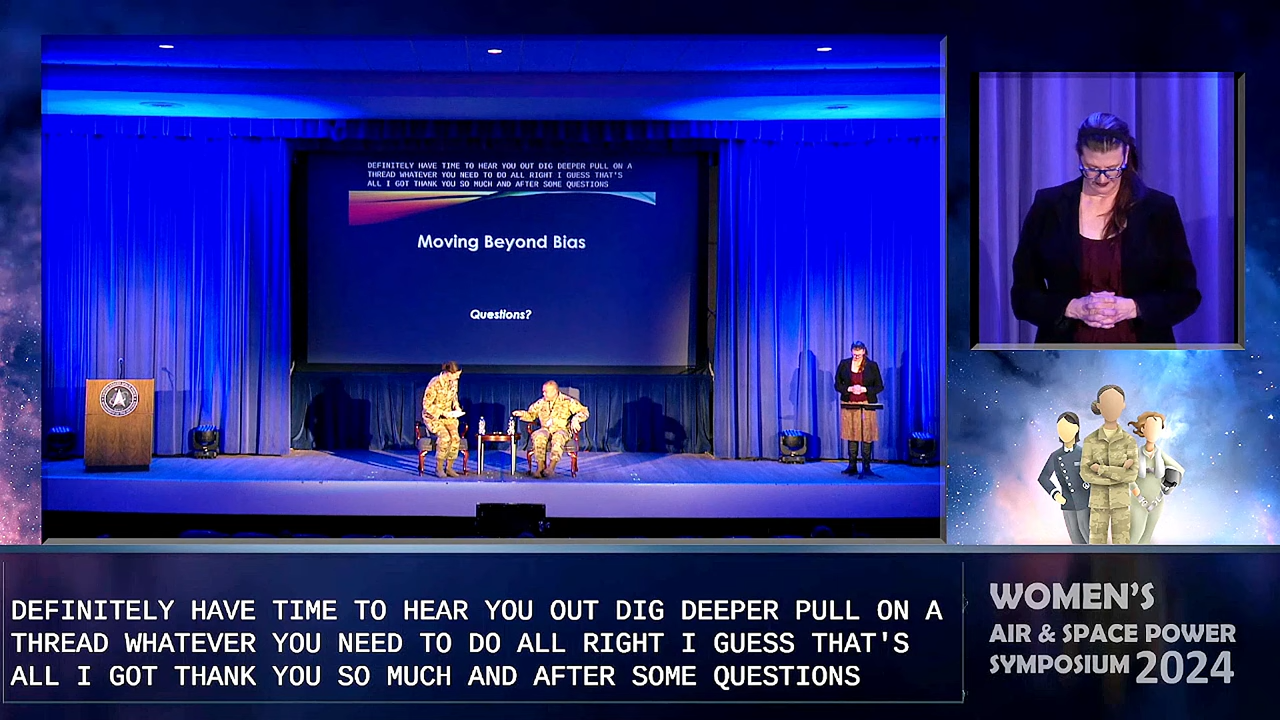 DEFINITELY HAVE TIME TO HEAR YOU OUT DIG DEEPER PULL ON A
THREAD WHATEVER YOU NEED TO DO ALL RIGHT I GUESS THAT'S
ALL I GOT THANK YOU SO MUCH AND AFTER SOME QUESTIONS
Moving Beyond Bias
Questions?
DEFINITELY HAVE TIME TO HEAR YOU OUT DIG DEEPER PULL ON A
THREAD WHATEVER YOU NEED TO DO ALL RIGHT I GUESS THAT'S
ALL I GOT THANK YOU SO MUCH AND AFTER SOME QUESTIONS
WOMEN'S
AIR & SPACE POWER
SYMPOSIUM 2024